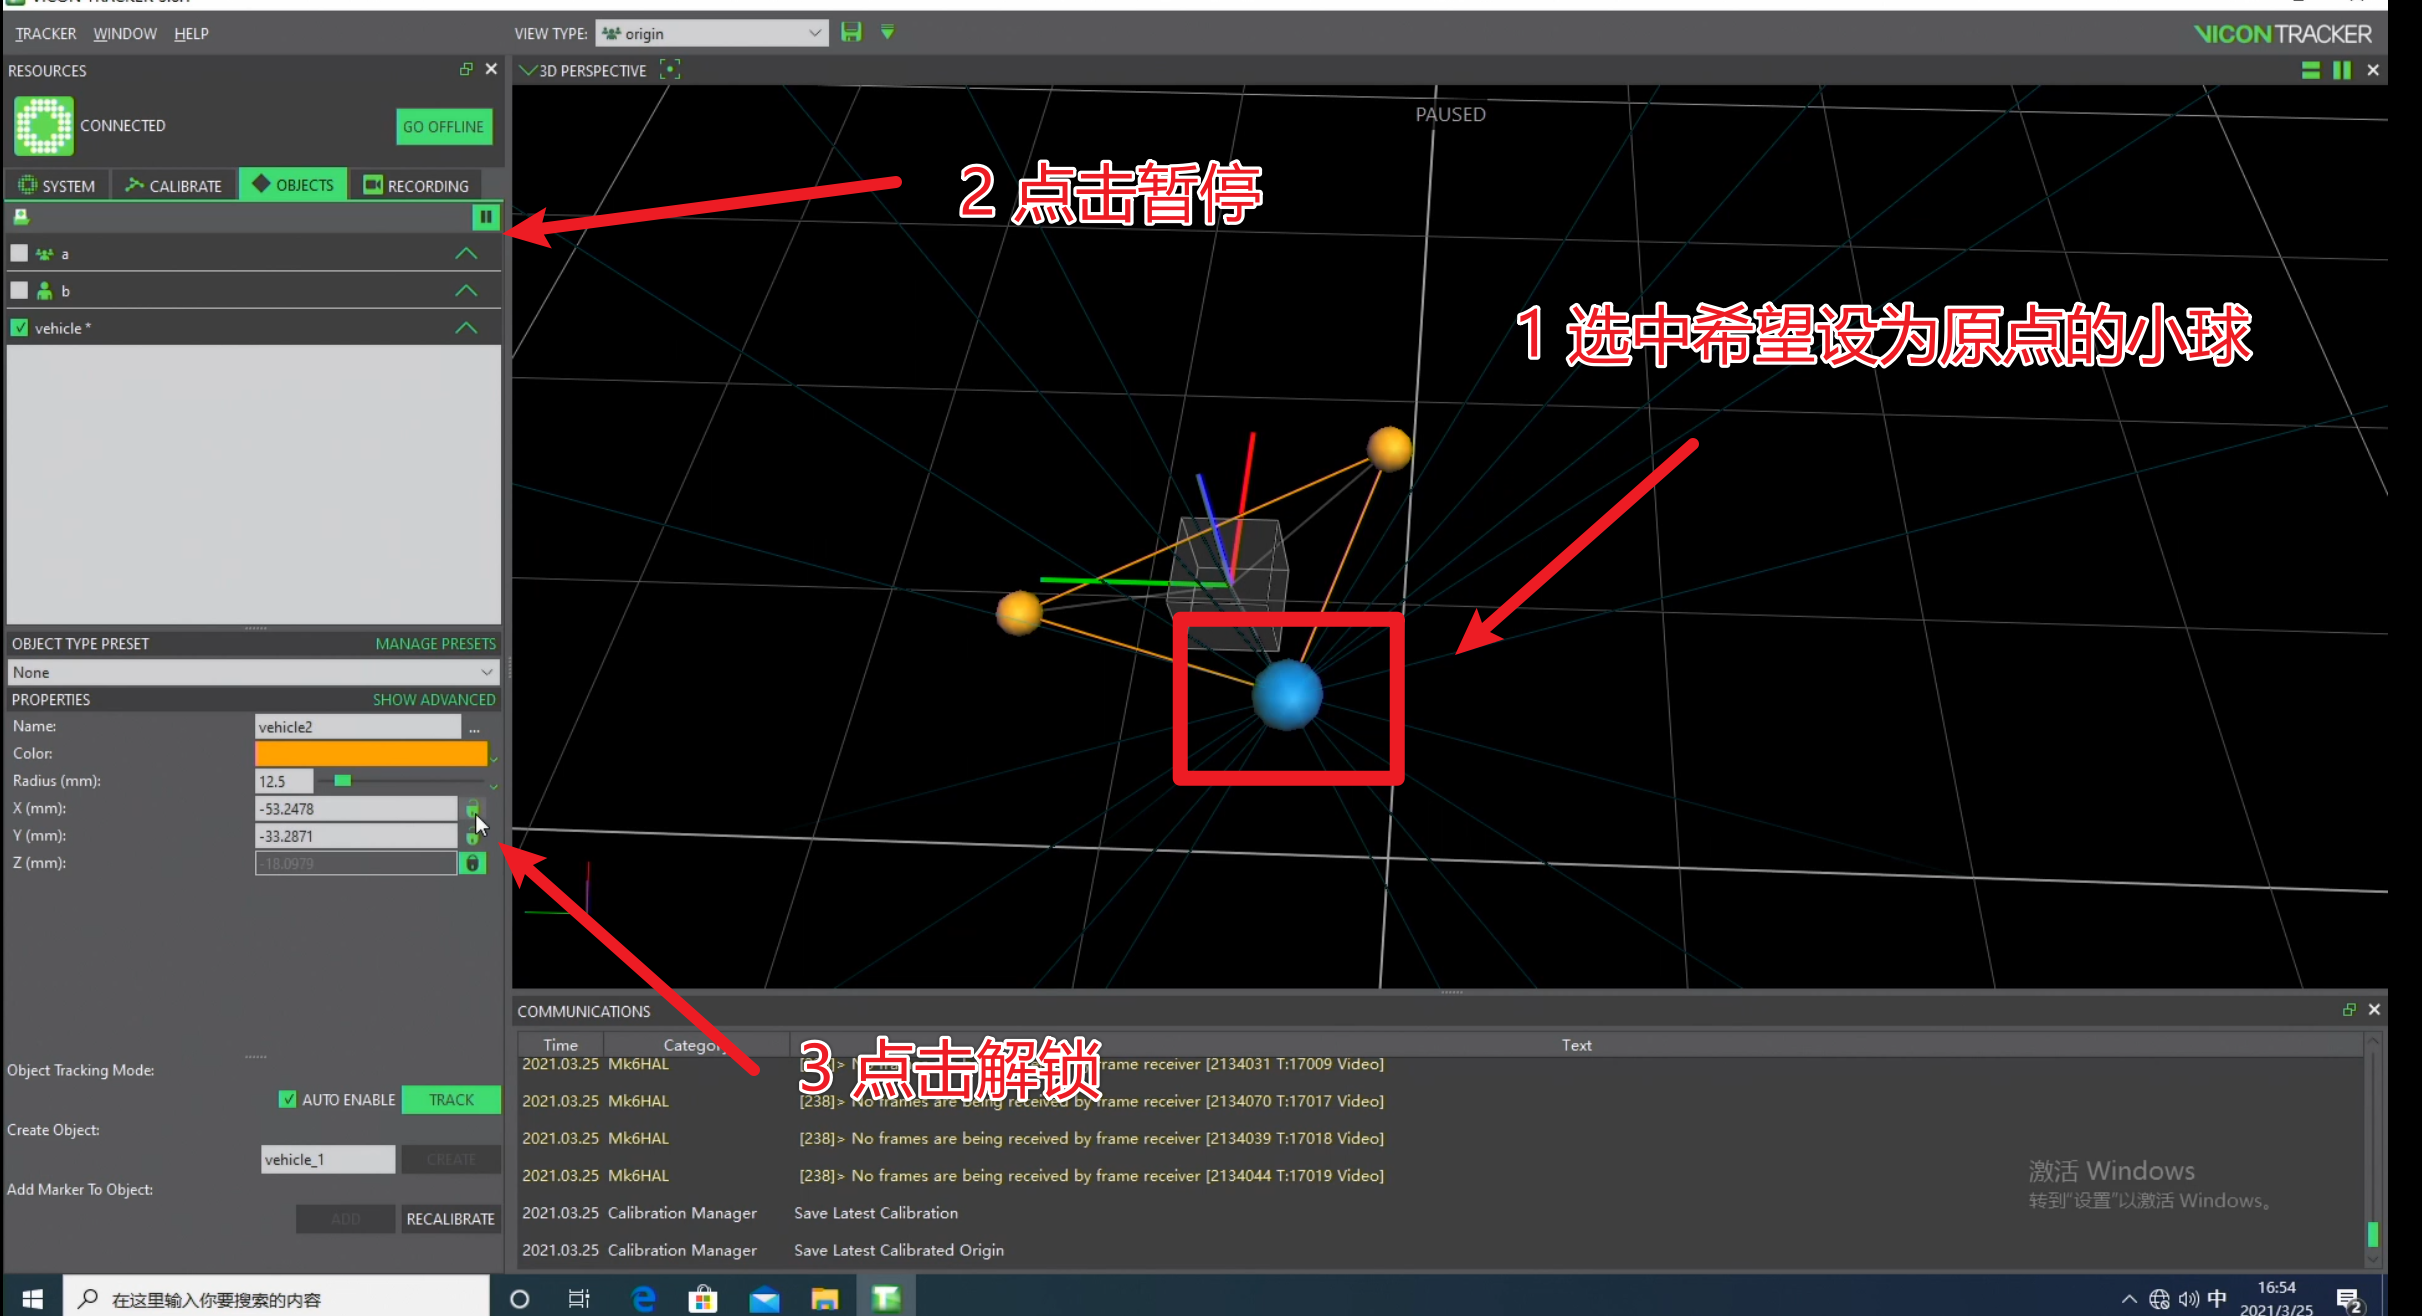 TRACKER WINDOW HELP
VIEW TYPE: origin
VICON TRACKER
RESOURCES
3D PERSPECTIVE
CONNECTED
GO OFFLINE
PAUSED
SYSTEM CALIBRATE OBJECTS RECORDING
2 点击暂停
a
b
vehicle *
1 选中希望设为原点的小球
OBJECT TYPE PRESET MANAGE PRESETS
None
PROPERTIES SHOW ADVANCED
Name: vehicle2 ...
Color:
Radius (mm): 12.5
X (mm): -53.2478
Y (mm): -33.2871
Z (mm): -18.0979
3 点击解锁
Object Tracking Mode:
AUTO ENABLE TRACK
Create Object:
vehicle_1 CREATE
Add Marker To Object:
ADD RECALIBRATE
COMMUNICATIONS
Time Category Text
2021.03.25 Mk6HAL frame receiver [2134031 T:17009 Video]
2021.03.25 Mk6HAL [238]> No frames are being received by frame receiver [2134070 T:17017 Video]
2021.03.25 Mk6HAL [238]> No frames are being received by frame receiver [2134039 T:17018 Video]
2021.03.25 Mk6HAL [238]> No frames are being received by frame receiver [2134044 T:17019 Video]
2021.03.25 Calibration Manager Save Latest Calibration
2021.03.25 Calibration Manager Save Latest Calibrated Origin
激活 Windows
转到"设置"以激活 Windows。
在这里输入你要搜索的内容
中
16:54
2021/3/25
2